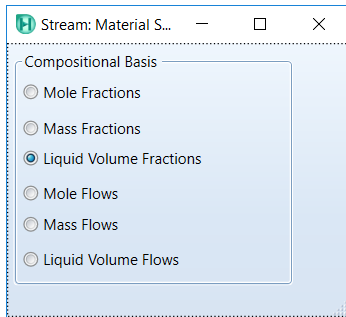 Stream: Material S...
Compositional Basis
Mole Fractions
Mass Fractions
Liquid Volume Fractions
Mole Flows
Mass Flows
Liquid Volume Flows